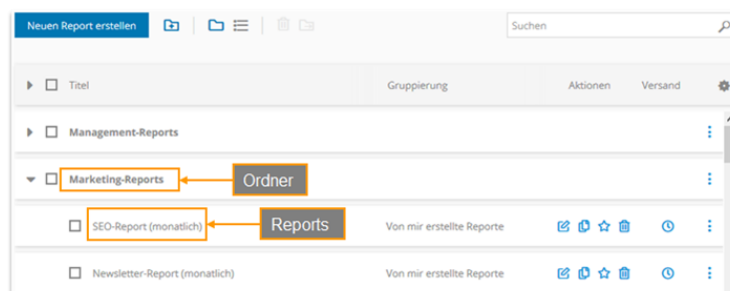 Neuen Report erstellen
Suchen
Titel Gruppierung Aktionen Versand
Management-Reports
Marketing-Reports Ordner
SEO-Report (monatlich) Reports Von mir erstellte Reporte
Newsletter-Report (monatlich) Von mir erstellte Reporte